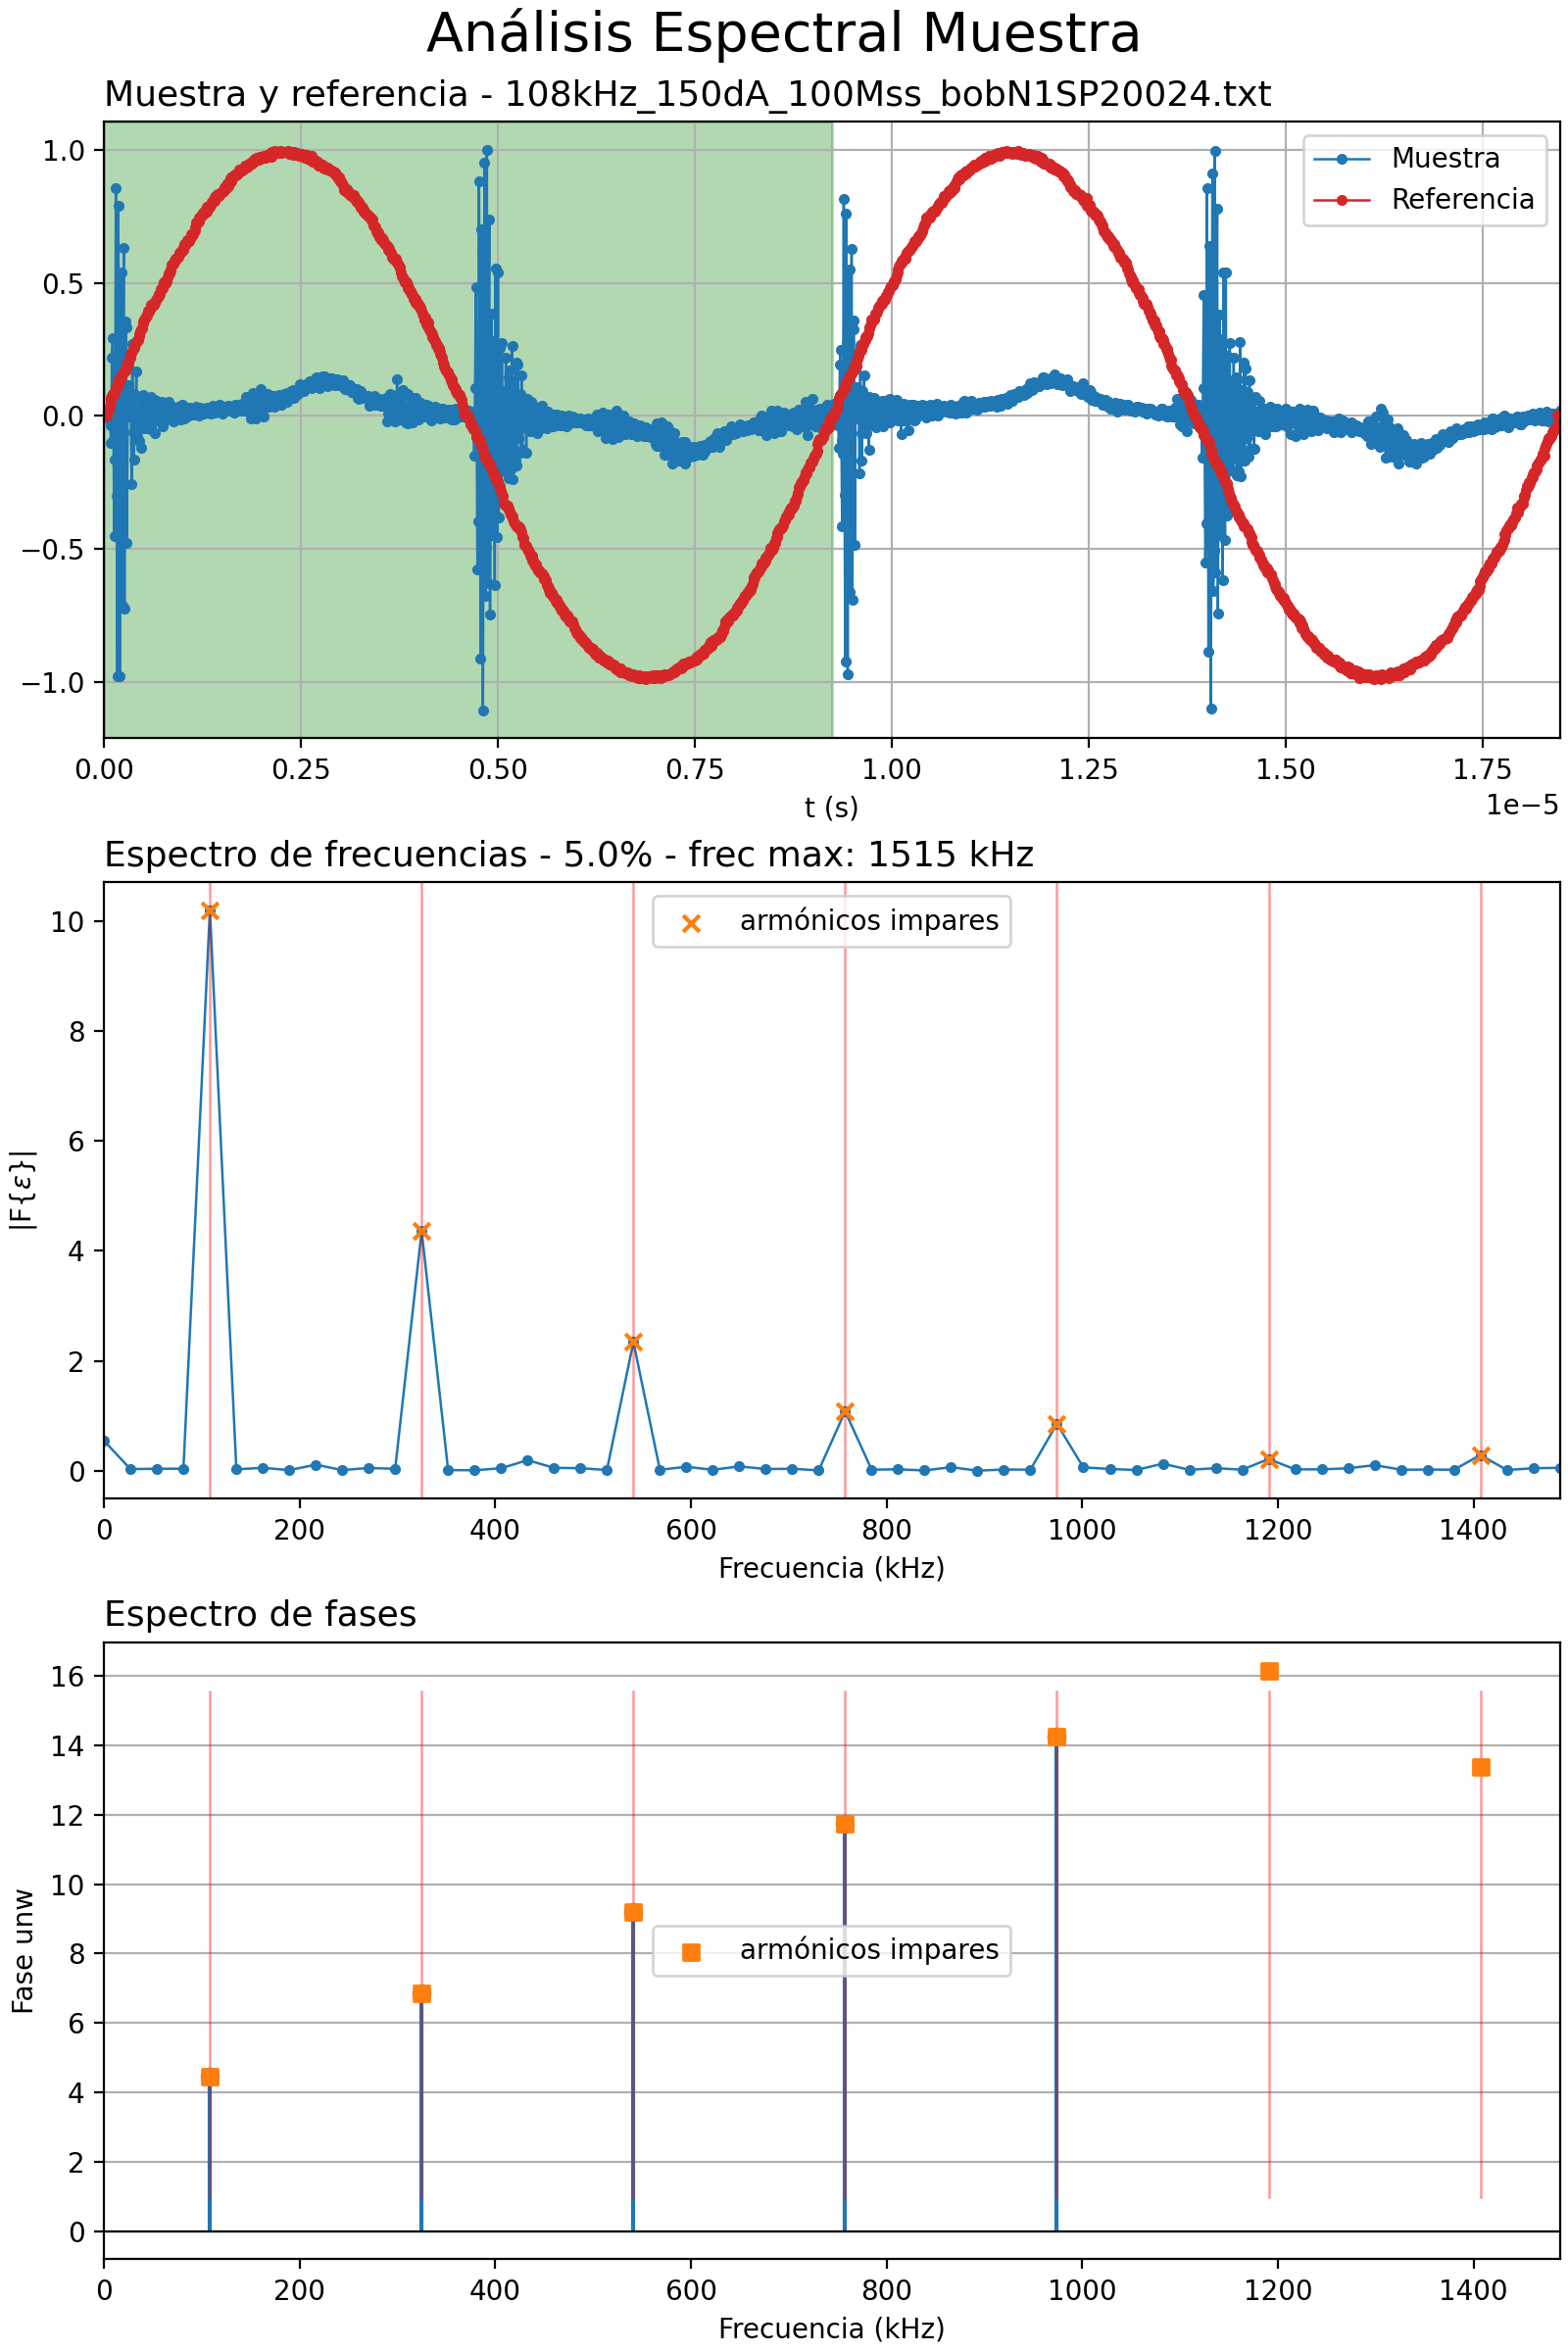 Análisis Espectral Muestra
Muestra y referencia - 108kHz_150dA_100Mss_bobN1SP20024.txt
1.0
0.5
0.0
−0.5
−1.0
Muestra
Referencia
0.00 0.25 0.50 0.75 1.00 1.25 1.50 1.75
1e−5
t (s)
Espectro de frecuencias - 5.0% - frec max: 1515 kHz
armónicos impares
10
8
6
4
2
0
|F{ε}|
0 200 400 600 800 1000 1200 1400
Frecuencia (kHz)
Espectro de fases
16
14
12
10
8
6
4
2
0
Fase unw
armónicos impares
0 200 400 600 800 1000 1200 1400
Frecuencia (kHz)